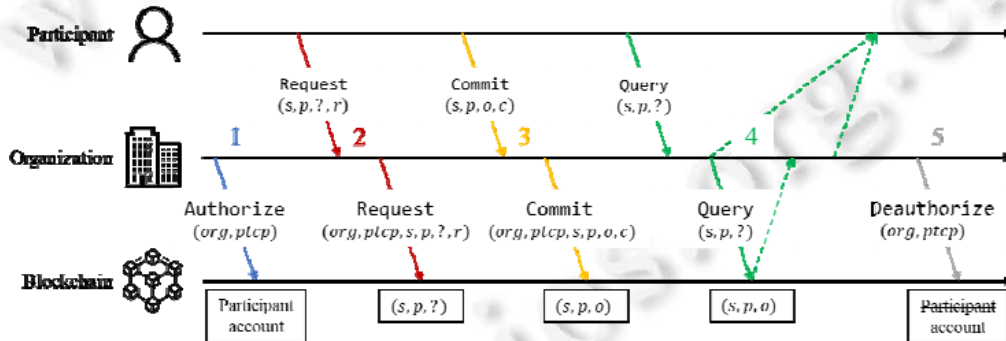 Participant
Request
(s,p,?,r)
Commit
(s,p,o,c)
Query
(s,p,?)
Organization
1
2
3
4
5
Authorize
(org,ptcp)
Request
(org,ptcp,s,p,?,r)
Commit
(org,ptcp,s,p,o,c)
Query
(s,p,?)
Deauthorize
(org,ptcp)
Blockchain
Participant
account
(s,p,?)
(s,p,o)
(s,p,o)
Participant
account